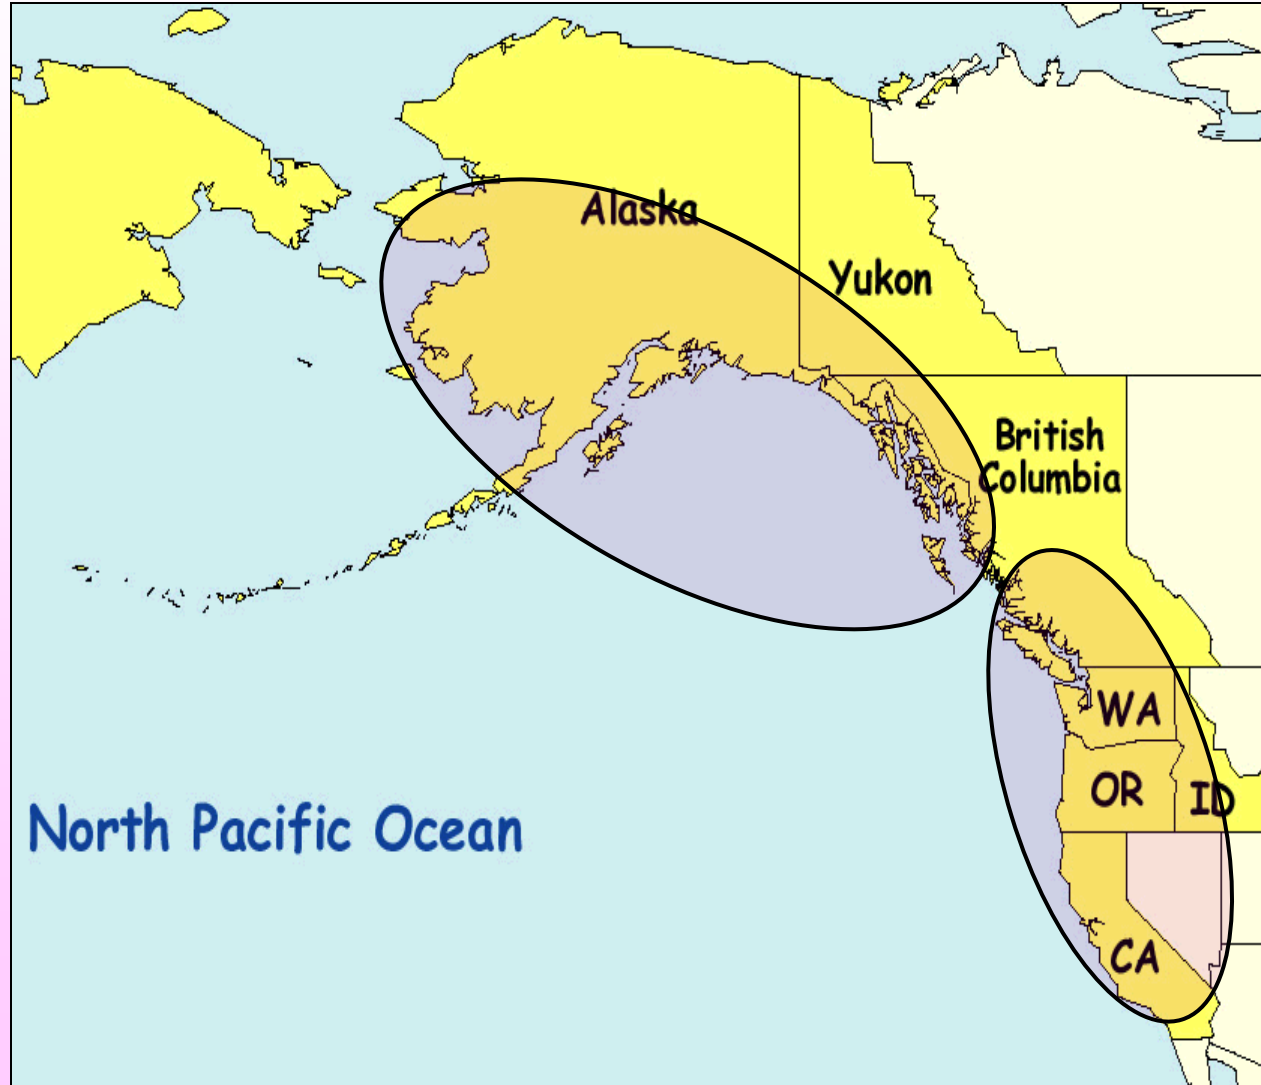 Alaska
Yukon
British
Columbia
WA
OR
ID
North Pacific Ocean
CA